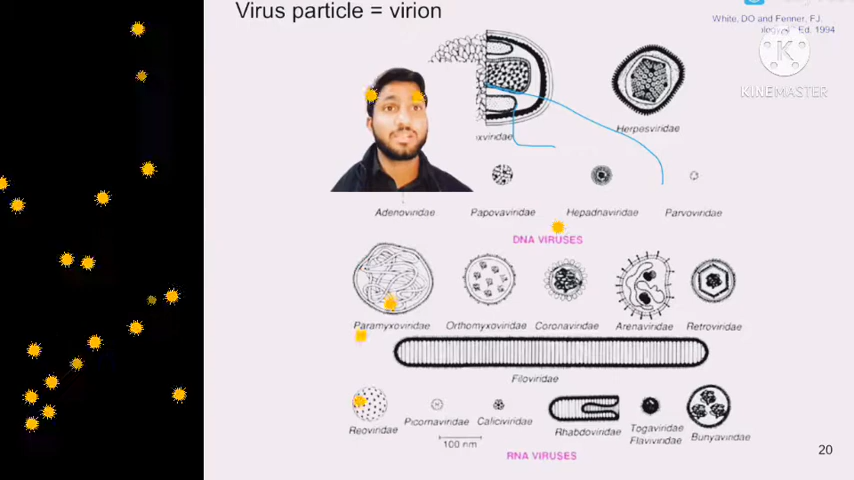 Virus particle = virion
White, DO and Fenner, FJ.
Ed. 1994
K
KINEMASTER
Herpesviridae
Adenoviridae
Papovaviridae
Hepadnaviridae
Parvoviridae
DNA VIRUSES
Paramyxoviridae
Orthomyxoviridae
Coronaviridae
Arenaviridae
Retroviridae
Filoviridae
Reoviridae
Picornaviridae
Caliciviridae
Rhabdoviridae
Togaviridae
Flaviviridae
Bunyaviridae
100 nm
RNA VIRUSES
20